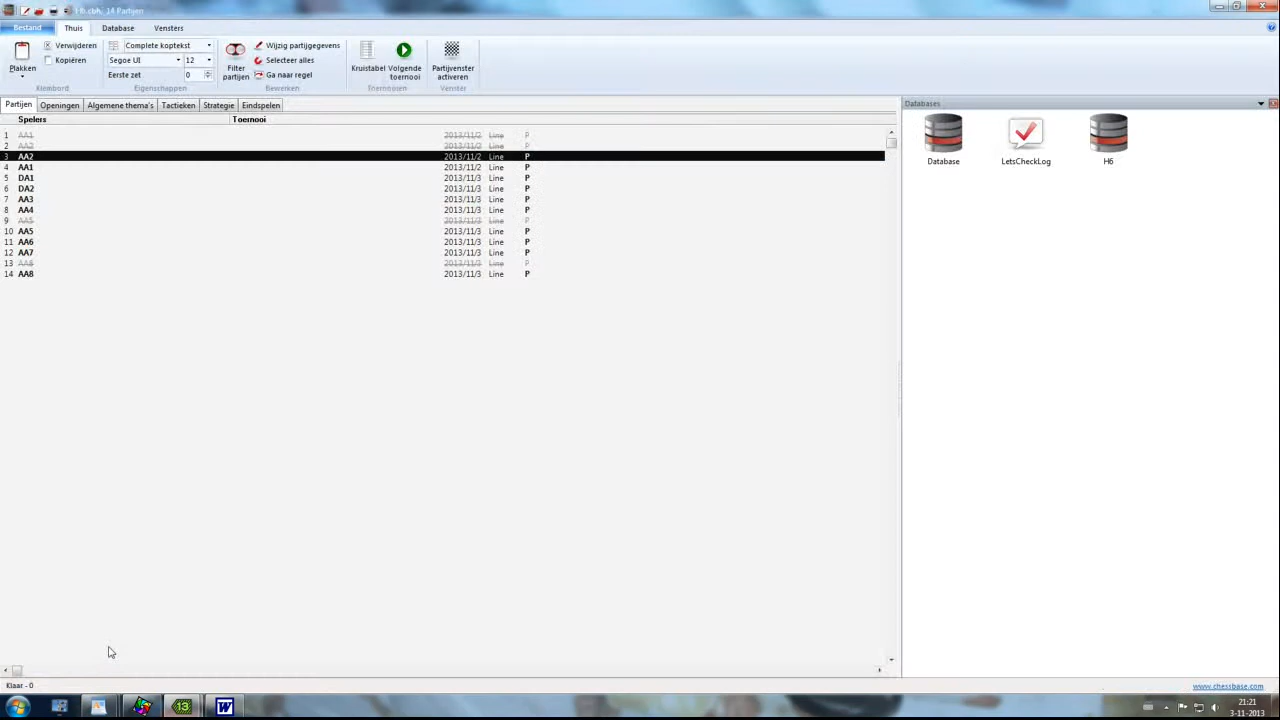 H6.cbh, 14 Partijen
Bestand Thuis Database Vensters
Plakken
Verwijderen
Kopiëren
Klembord
Complete koptekst
Segoe UI 12
Eerste zet 0
Eigenschappen
Filter partijen
Wijzig partijgegevens
Selecteer alles
Ga naar regel
Bewerken
Kruistabel Volgende toernooi
Toernooien
Partijvenster activeren
Venster
Partijen Openingen Algemene thema's Tactieken Strategie Eindspelen
Spelers Toernooi
1 AA1 2013/11/2 Line P
2 AA2 2013/11/2 Line P
3 AA2 2013/11/2 Line P
4 AA1 2013/11/2 Line P
5 DA1 2013/11/3 Line P
6 DA2 2013/11/3 Line P
7 AA3 2013/11/3 Line P
8 AA4 2013/11/3 Line P
9 AA5 2013/11/3 Line P
10 AA5 2013/11/3 Line P
11 AA6 2013/11/3 Line P
12 AA7 2013/11/3 Line P
13 AA8 2013/11/3 Line P
14 AA8 2013/11/3 Line P
Databases
Database LetsCheckLog H6
Klaar - 0
www.chessbase.com
13
W
21:21
3-11-2013